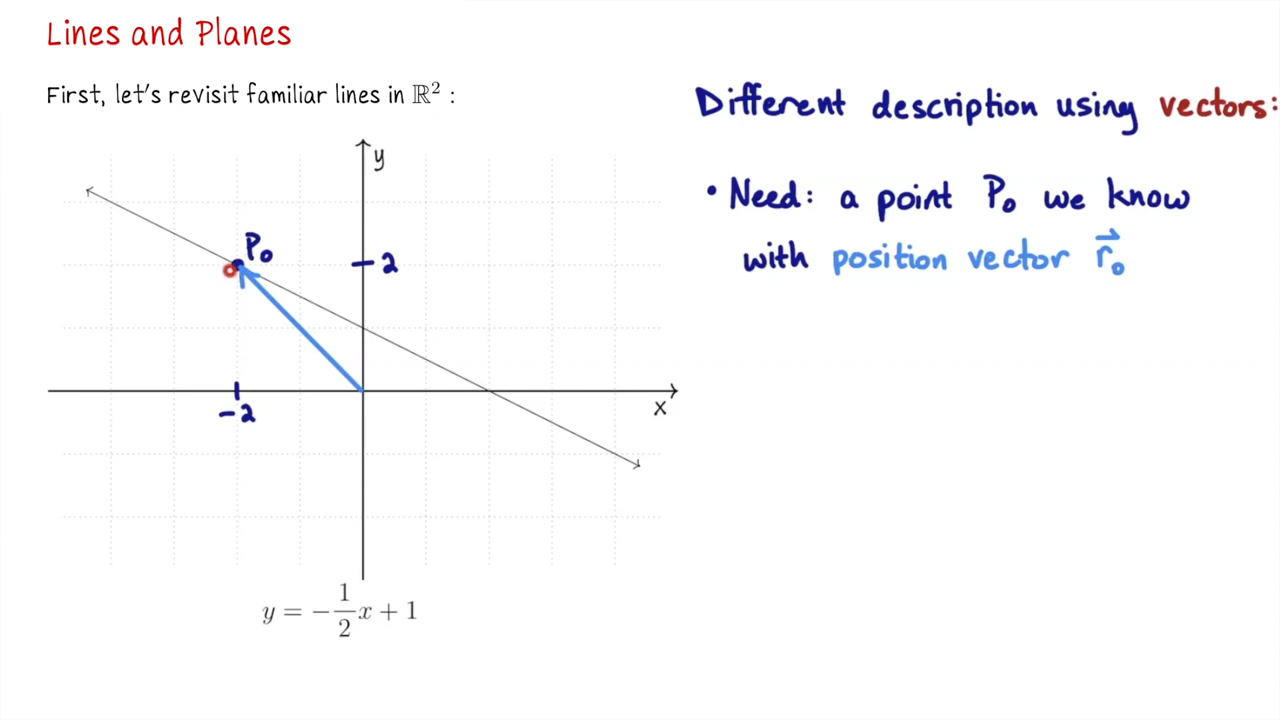 Lines and Planes
First, let's revisit familiar lines in ℝ² :
Different description using vectors:
• Need: a point P₀ we know
with position vector r⃗₀
y
P₀
2
-2
x
y = -1/2 x + 1